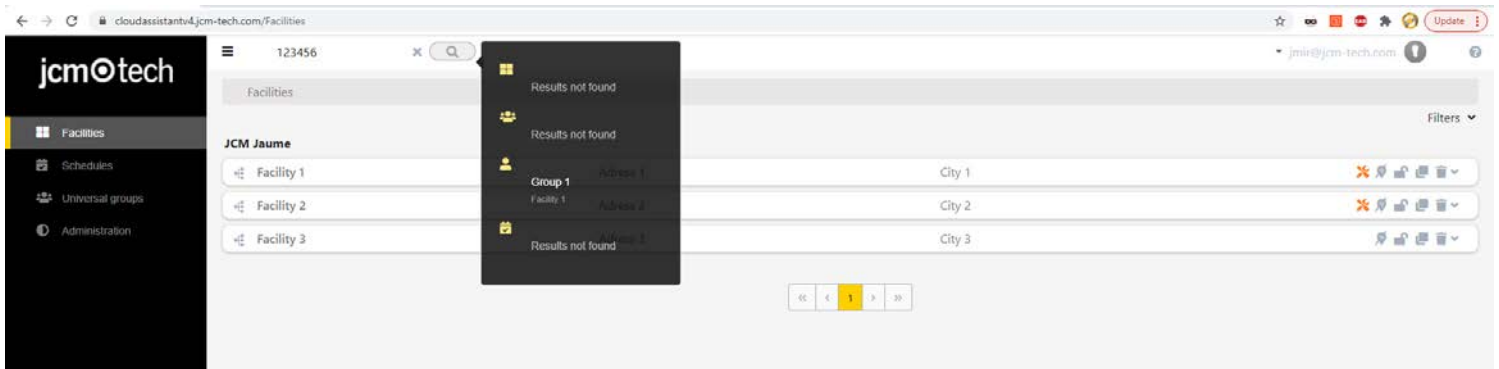 cloudassistantv4.jcm-tech.com/Facilities
Update
jcm tech
123456
jmir@jcm-tech.com
Facilities
Filters
Facilities
Schedules
Universal groups
Administration
JCM Jaume
Facility 1 Adress 1 City 1
Facility 2 City 2
Facility 3 City 3
Results not found
Results not found
Group 1
Facility 1
Results not found
« ‹ 1 › »